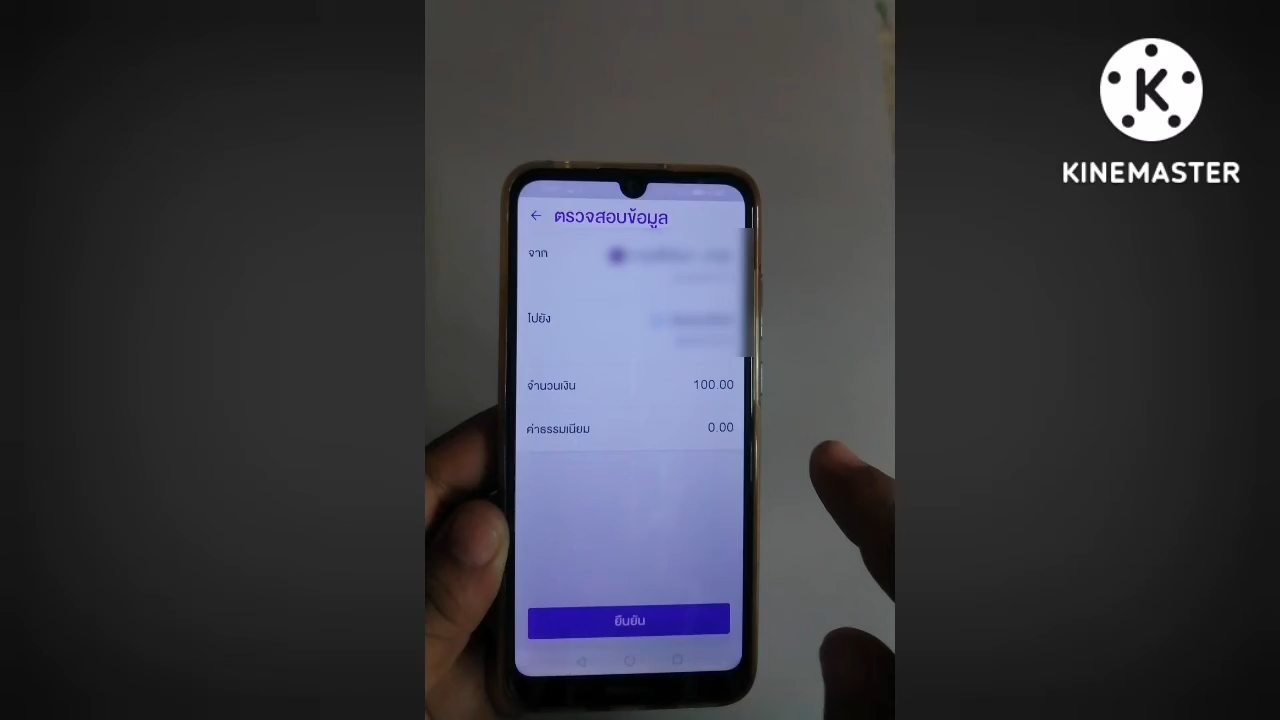 ตรวจสอบข้อมูล
จาก
ไปยัง
จำนวนเงิน 100.00
ค่าธรรมเนียม 0.00
ยืนยัน
K
KINEMASTER